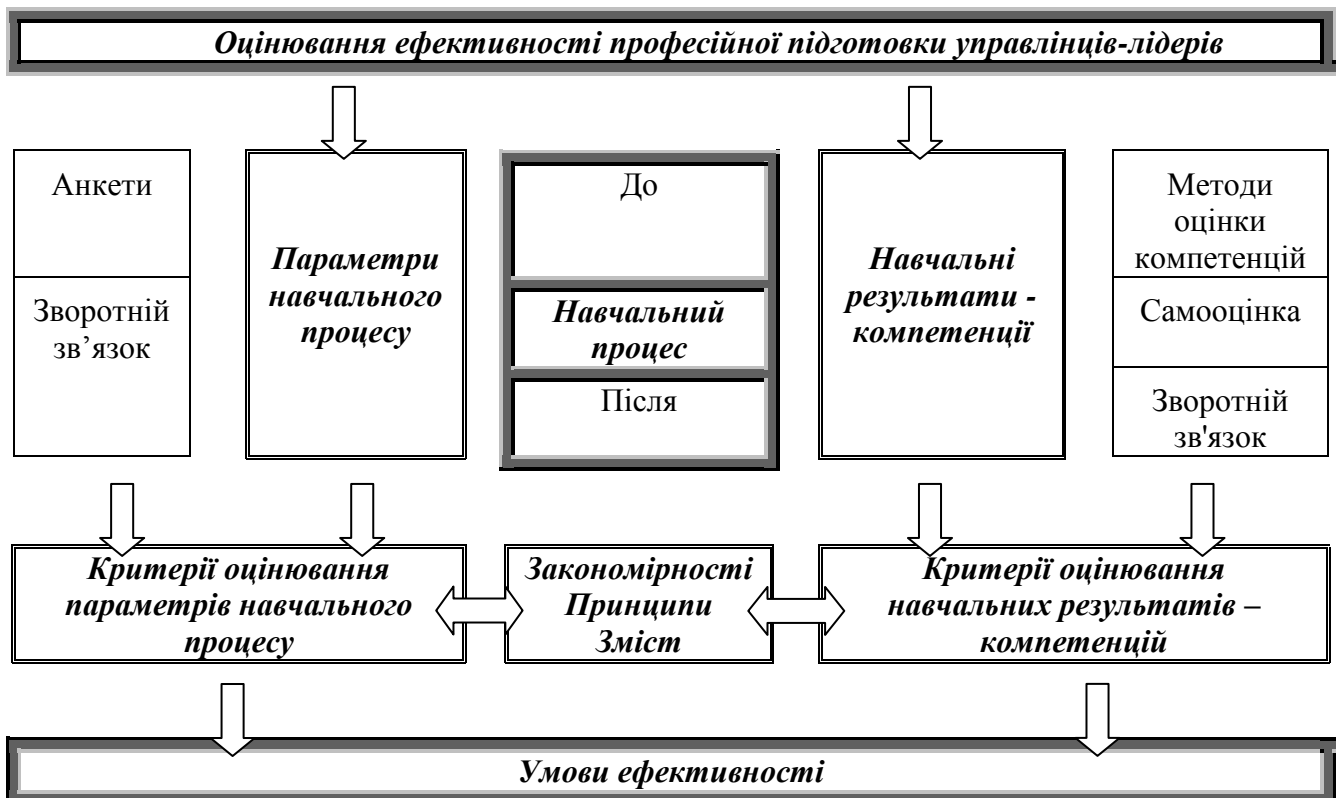 Оцінювання ефективності професійної підготовки управлінців-лідерів
Анкети
Зворотній
зв’язок
Параметри
навчального
процесу
До
Навчальний
процес
Після
Навчальні
результати -
компетенції
Методи
оцінки
компетенцій
Самооцінка
Зворотній
зв'язок
Критерії оцінювання
параметрів навчального
процесу
Закономірності
Принципи
Зміст
Критерії оцінювання
навчальних результатів –
компетенцій
Умови ефективності